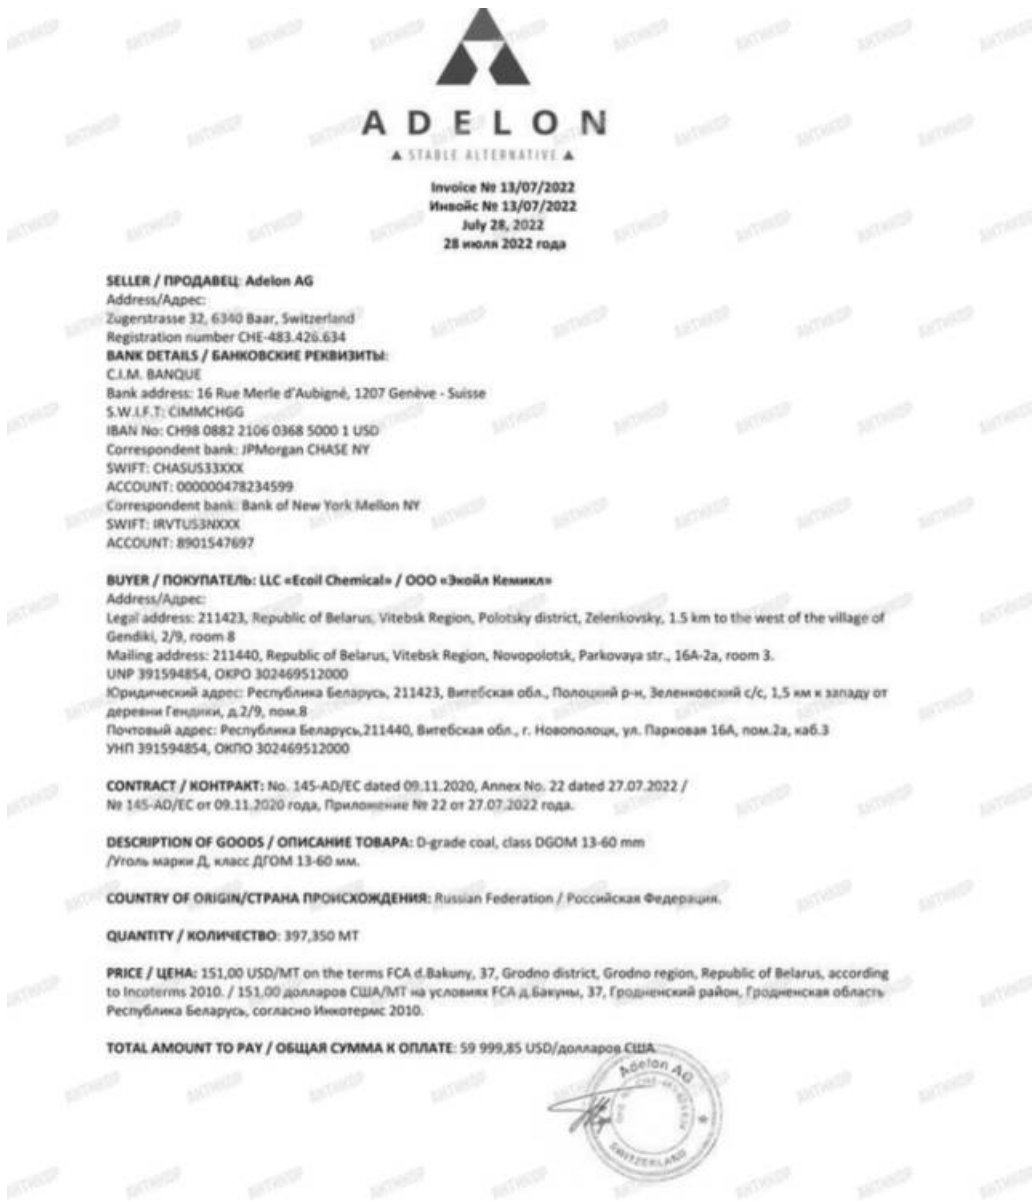 ADELON
▲ STABLE ALTERNATIVE ▲
Invoice № 13/07/2022
Инвойс № 13/07/2022
July 28, 2022
28 июля 2022 года
SELLER / ПРОДАВЕЦ: Adelon AG
Address/Адрес:
Zugerstrasse 32, 6340 Baar, Switzerland
Registration number CHE-483.426.634
BANK DETAILS / БАНКОВСКИЕ РЕКВИЗИТЫ:
C.I.M. BANQUE
Bank address: 16 Rue Merle d'Aubigné, 1207 Genève - Suisse
S.W.I.F.T: CIMMCHGG
IBAN No: CH98 0882 2106 0368 5000 1 USD
Correspondent bank: JPMorgan CHASE NY
SWIFT: CHASUS33XXX
ACCOUNT: 000000478234599
Correspondent bank: Bank of New York Mellon NY
SWIFT: IRVTUS3NXXX
ACCOUNT: 8901547697
BUYER / ПОКУПАТЕЛЬ: LLC «Ecoil Chemical» / ООО «Экойл Кемикл»
Address/Адрес:
Legal address: 211423, Republic of Belarus, Vitebsk Region, Polotsky district, Zelenkovsky, 1.5 km to the west of the village of
Gendiki, 2/9, room 8
Mailing address: 211440, Republic of Belarus, Vitebsk Region, Novopolotsk, Parkovaya str., 16A-2a, room 3.
UNP 391594854, OKPO 302469512000
Юридический адрес: Республика Беларусь, 211423, Витебская обл., Полоцкий р-н, Зеленковский с/с, 1,5 км к западу от
деревни Гендики, д.2/9, пом.8
Почтовый адрес: Республика Беларусь,211440, Витебская обл., г. Новополоцк, ул. Парковая 16А, пом.2а, каб.3
УНП 391594854, ОКПО 302469512000
CONTRACT / КОНТРАКТ: No. 145-AD/EC dated 09.11.2020, Annex No. 22 dated 27.07.2022 /
№ 145-AD/EC от 09.11.2020 года, Приложение № 22 от 27.07.2022 года.
DESCRIPTION OF GOODS / ОПИСАНИЕ ТОВАРА: D-grade coal, class DGOM 13-60 mm
/Уголь марки Д, класс ДГОМ 13-60 мм.
COUNTRY OF ORIGIN/СТРАНА ПРОИСХОЖДЕНИЯ: Russian Federation / Российская Федерация.
QUANTITY / КОЛИЧЕСТВО: 397,350 MT
PRICE / ЦЕНА: 151,00 USD/MT on the terms FCA d.Bakuny, 37, Grodno district, Grodno region, Republic of Belarus, according
to Incoterms 2010. / 151,00 долларов США/МТ на условиях FCA д.Бакуны, 37, Гродненский район, Гродненская область
Республика Беларусь, согласно Инкотермс 2010.
TOTAL AMOUNT TO PAY / ОБЩАЯ СУММА К ОПЛАТЕ: 59 999,85 USD/долларов США
Adelon AG
SWITZERLAND
АНТИКОР